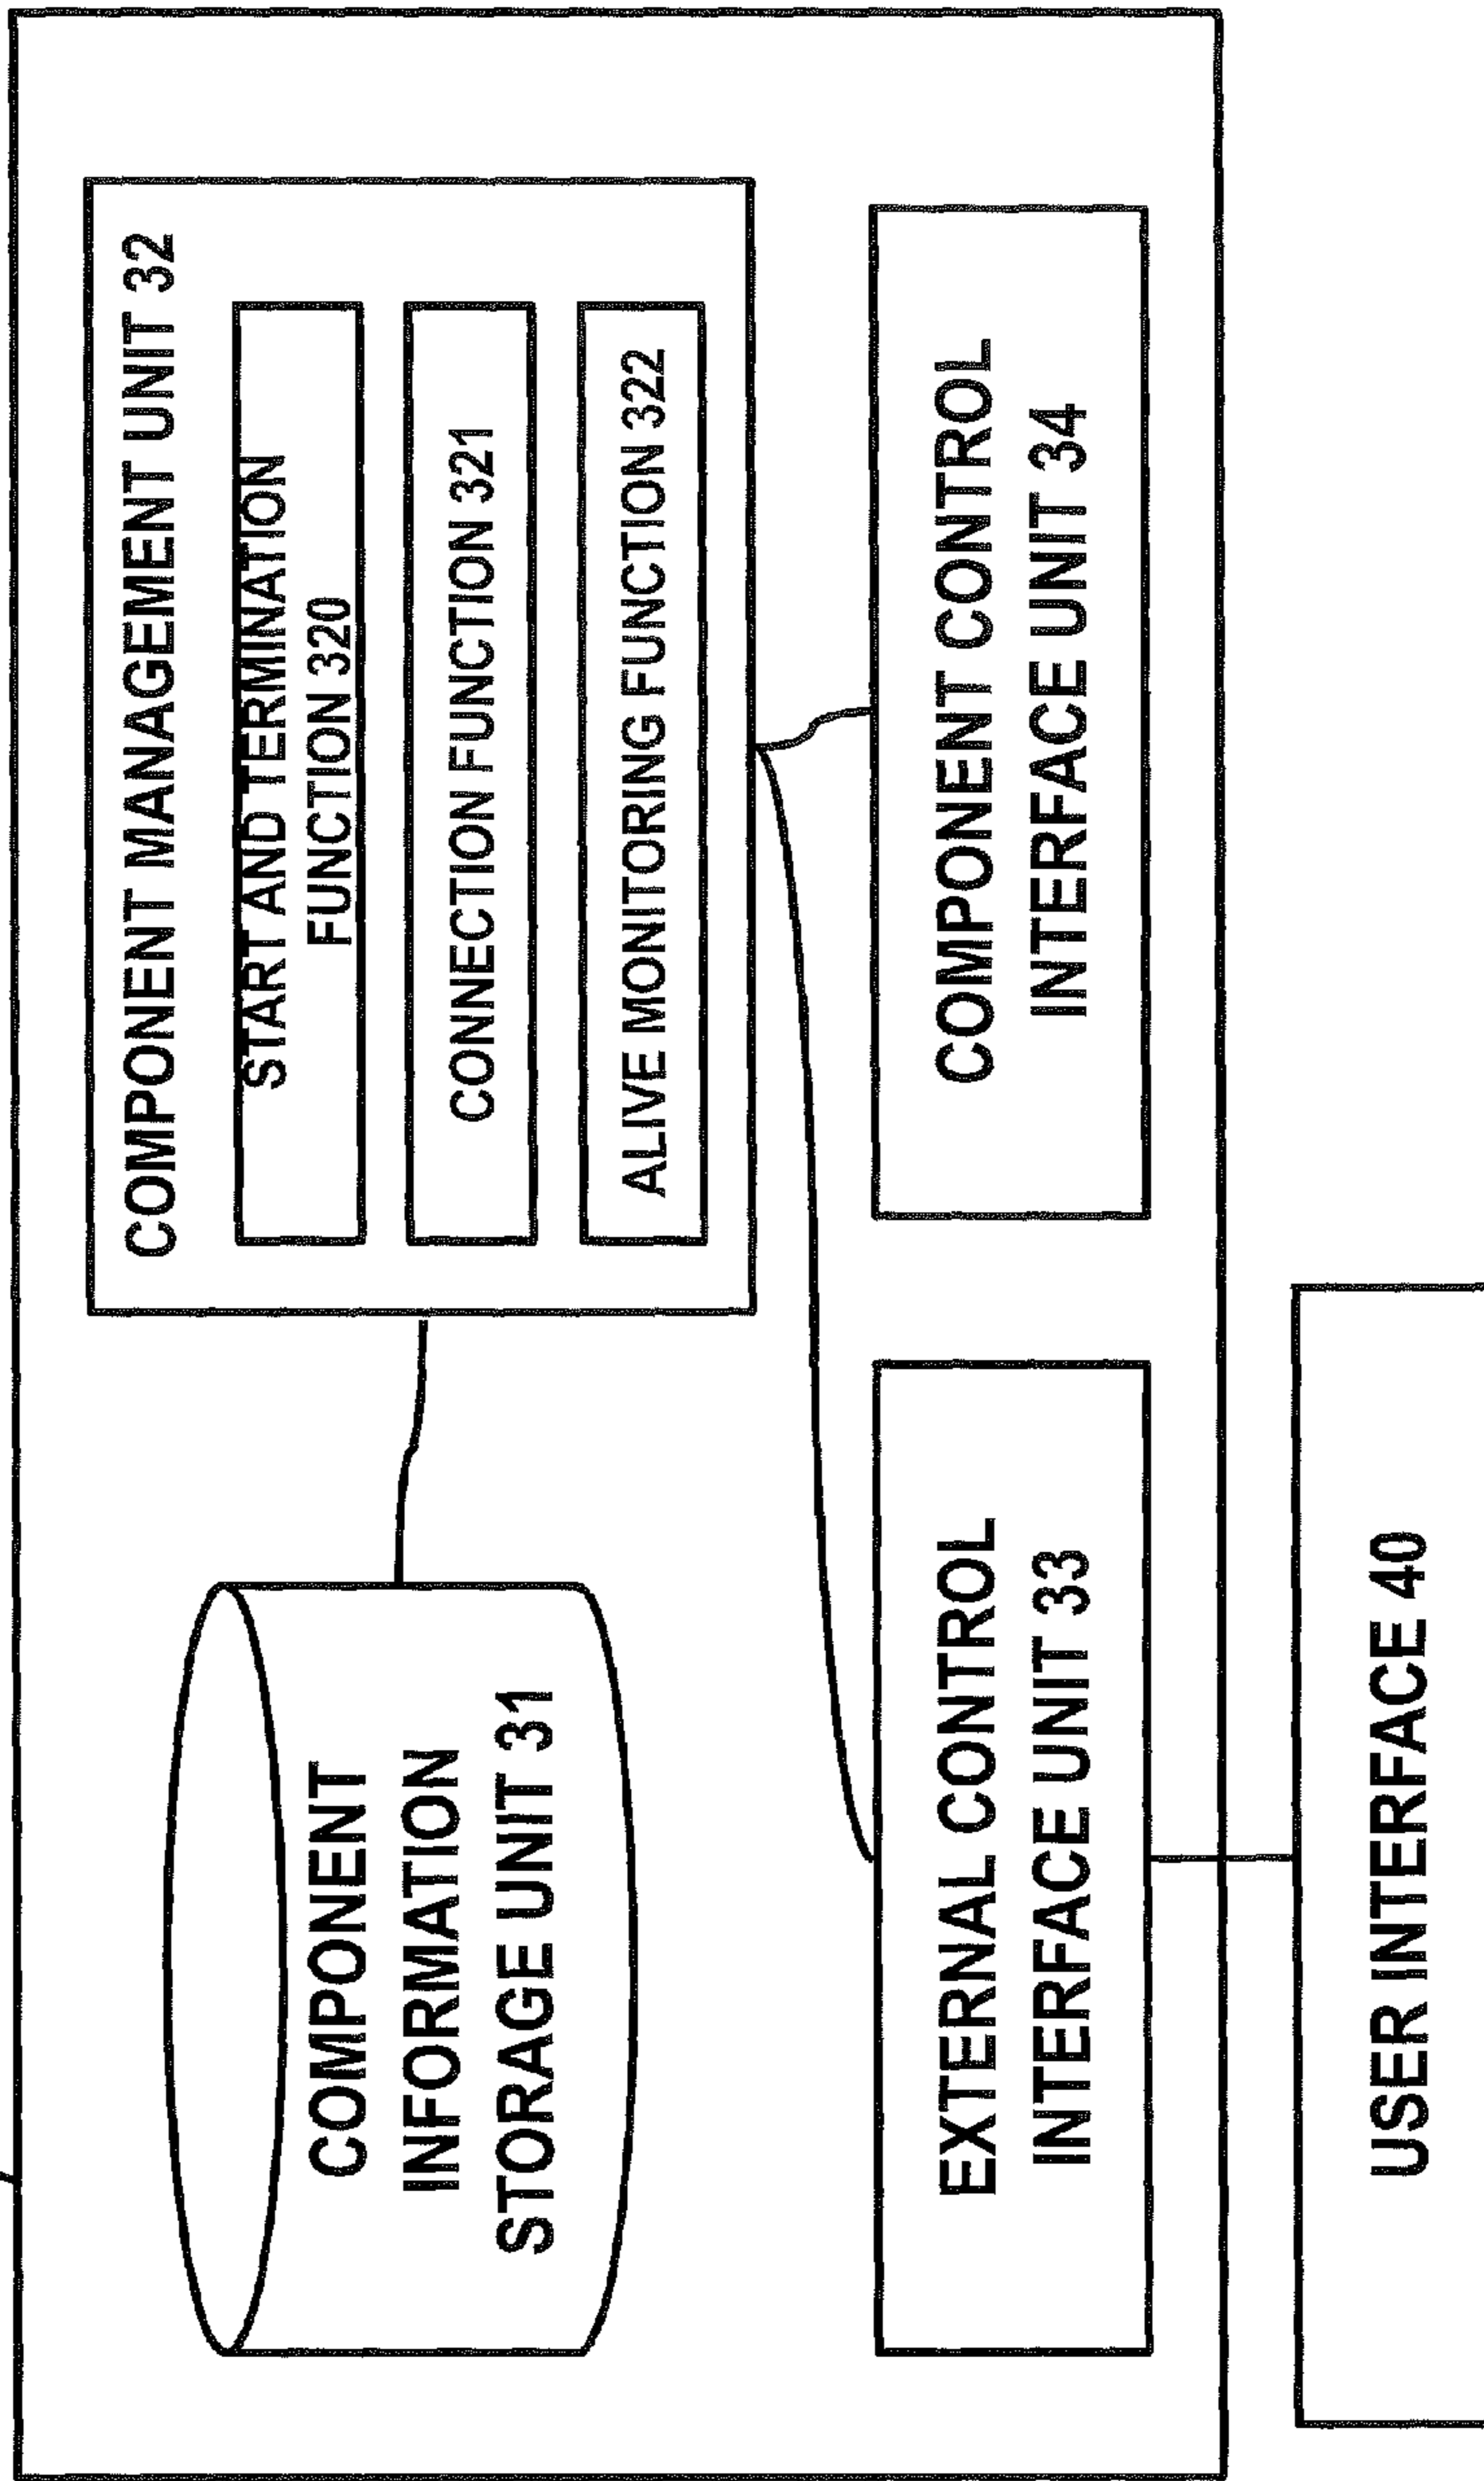 COMPONENT
INFORMATION
STORAGE UNIT 31
COMPONENT MANAGEMENT UNIT 32
START AND TERMINATION
FUNCTION 320
CONNECTION FUNCTION 321
ALIVE MONITORING FUNCTION 322
EXTERNAL CONTROL
INTERFACE UNIT 33
COMPONENT CONTROL
INTERFACE UNIT 34
USER INTERFACE 40